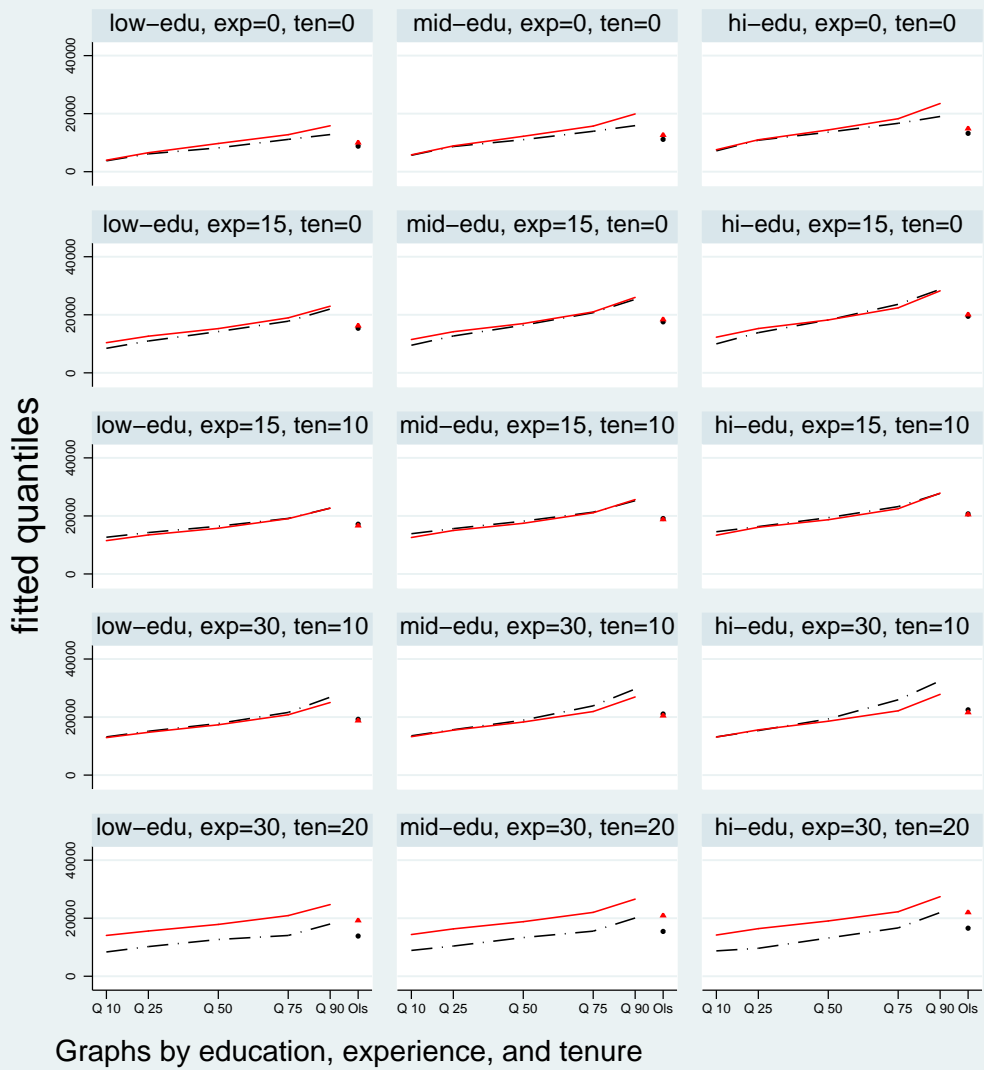 low−edu, exp=0, ten=0 mid−edu, exp=0, ten=0 hi−edu, exp=0, ten=0
40000
20000
0
low−edu, exp=15, ten=0 mid−edu, exp=15, ten=0 hi−edu, exp=15, ten=0
40000
20000
0
low−edu, exp=15, ten=10 mid−edu, exp=15, ten=10 hi−edu, exp=15, ten=10
40000
20000
0
fitted quantiles
low−edu, exp=30, ten=10 mid−edu, exp=30, ten=10 hi−edu, exp=30, ten=10
40000
20000
0
low−edu, exp=30, ten=20 mid−edu, exp=30, ten=20 hi−edu, exp=30, ten=20
40000
20000
0
Q 10 Q 25 Q 50 Q 75 Q 90 Ols Q 10 Q 25 Q 50 Q 75 Q 90 Ols Q 10 Q 25 Q 50 Q 75 Q 90 Ols
Graphs by education, experience, and tenure